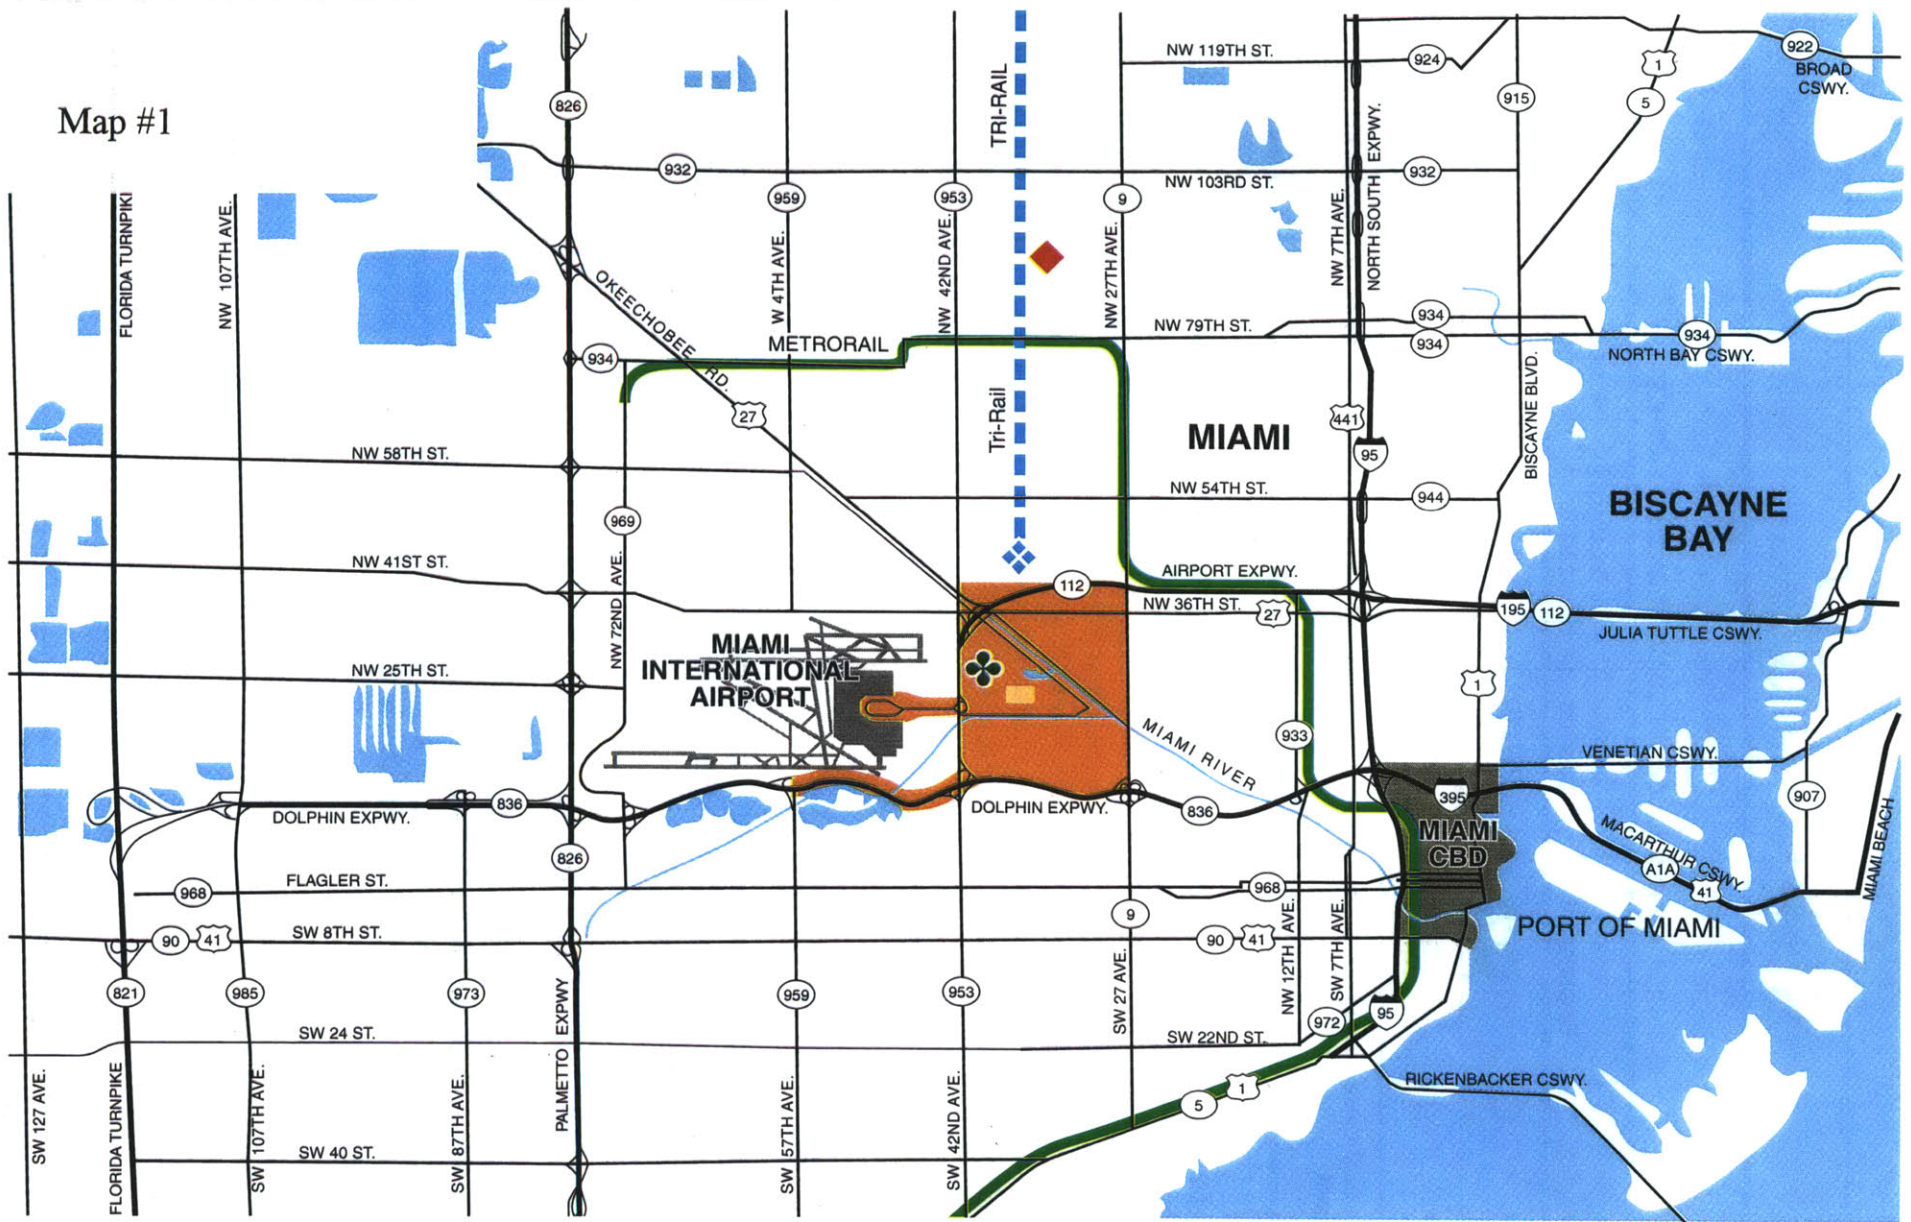 Map #1
TRI-RAIL
NW 119TH ST.
924
1
922
BROAD
CSWY.
826
915
5
932
NW 103RD ST.
932
959
953
9
FLORIDA TURNPIKI
NW 107TH AVE.
W 4TH AVE.
NW 42ND AVE.
NW 27TH AVE.
NW 7TH AVE.
NORTH SOUTH EXPWY.
OKEECHOBEE RD.
METRORAIL
NW 79TH ST.
934
934
934
934
NORTH BAY CSWY.
BISCAYNE BLVD.
27
Tri-Rail
MIAMI
441
95
NW 58TH ST.
NW 54TH ST.
944
BISCAYNE
BAY
969
NW 41ST ST.
NW 72ND AVE.
AIRPORT EXPWY.
112
NW 36TH ST.
27
195
112
JULIA TUTTLE CSWY.
MIAMI
INTERNATIONAL
AIRPORT
NW 25TH ST.
1
933
MIAMI RIVER
VENETIAN CSWY.
836
DOLPHIN EXPWY.
DOLPHIN EXPWY.
836
395
907
MIAMI
CBD
MACARTHUR CSWY.
A1A
41
MIAMI BEACH
826
968
FLAGLER ST.
968
9
PORT OF MIAMI
90
41
SW 8TH ST.
90
41
NW 12TH AVE.
SW 7TH AVE.
821
985
973
959
953
SW 27 AVE.
PALMETTO EXPWY
SW 24 ST.
SW 22ND ST.
972
95
RICKENBACKER CSWY.
5
1
SW 127 AVE.
FLORIDA TURNPIKE
SW 107TH AVE.
SW 87TH AVE.
SW 57TH AVE.
SW 42ND AVE.
SW 40 ST.